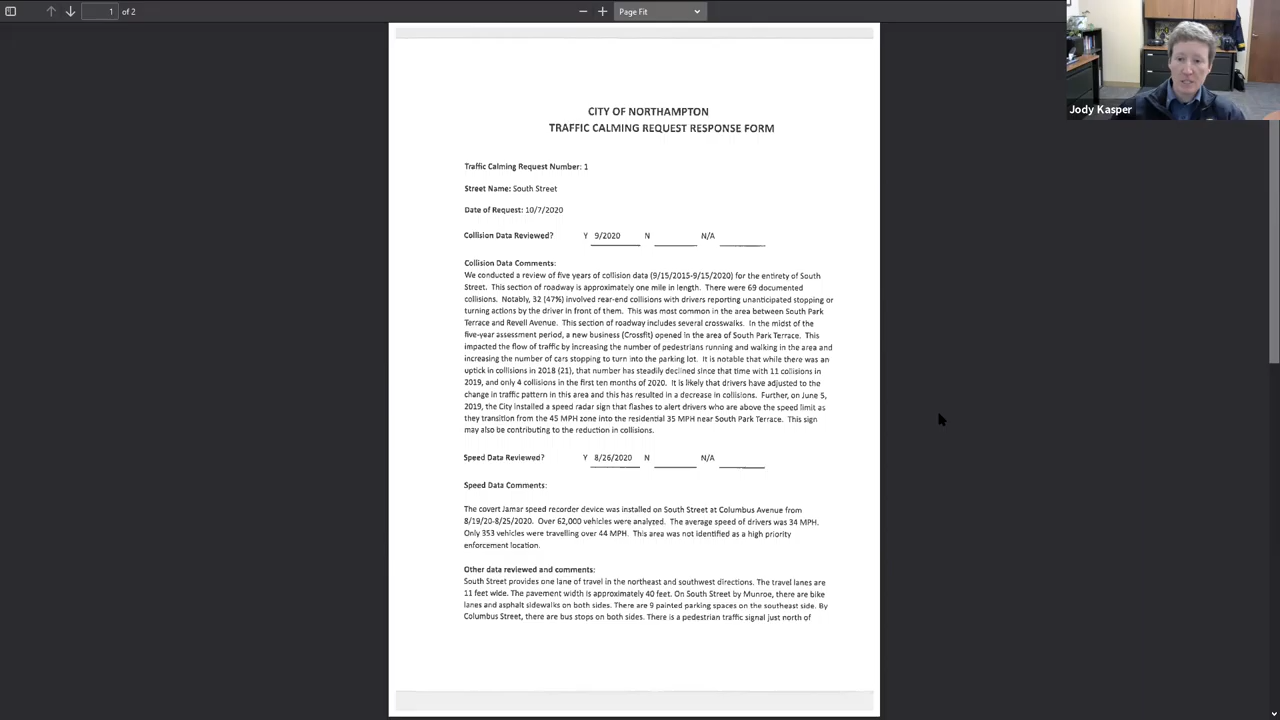 1 of 2 Page Fit
Jody Kasper
CITY OF NORTHAMPTON
TRAFFIC CALMING REQUEST RESPONSE FORM
Traffic Calming Request Number: 1
Street Name: South Street
Date of Request: 10/7/2020
Collision Data Reviewed? Y 9/2020 N N/A
Collision Data Comments:
We conducted a review of five years of collision data (9/15/2015-9/15/2020) for the entirety of South
Street. This section of roadway is approximately one mile in length. There were 69 documented
collisions. Notably, 32 (47%) involved rear-end collisions with drivers reporting unanticipated stopping or
turning actions by the driver in front of them. This was most common in the area between South Park
Terrace and Revell Avenue. This section of roadway includes several crosswalks. In the midst of the
five-year assessment period, a new business (Crossfit) opened in the area of South Park Terrace. This
impacted the flow of traffic by increasing the number of pedestrians running and walking in the area and
increasing the number of cars stopping to turn into the parking lot. It is notable that while there was an
uptick in collisions in 2018 (21), that number has steadily declined since that time with 11 collisions in
2019, and only 4 collisions in the first ten months of 2020. It is likely that drivers have adjusted to the
change in traffic pattern in this area and this has resulted in a decrease in collisions. Further, on June 5,
2019, the City installed a speed radar sign that flashes to alert drivers who are above the speed limit as
they transition from the 45 MPH zone into the residential 35 MPH near South Park Terrace. This sign
may also be contributing to the reduction in collisions.
Speed Data Reviewed? Y 8/26/2020 N N/A
Speed Data Comments:
The covert Jamar speed recorder device was installed on South Street at Columbus Avenue from
8/19/20-8/25/2020. Over 62,000 vehicles were analyzed. The average speed of drivers was 34 MPH.
Only 353 vehicles were travelling over 44 MPH. This area was not identified as a high priority
enforcement location.
Other data reviewed and comments:
South Street provides one lane of travel in the northeast and southwest directions. The travel lanes are
11 feet wide. The pavement width is approximately 40 feet. On South Street by Munroe, there are bike
lanes and asphalt sidewalks on both sides. There are 9 painted parking spaces on the southeast side. By
Columbus Street, there are bus stops on both sides. There is a pedestrian traffic signal just north of